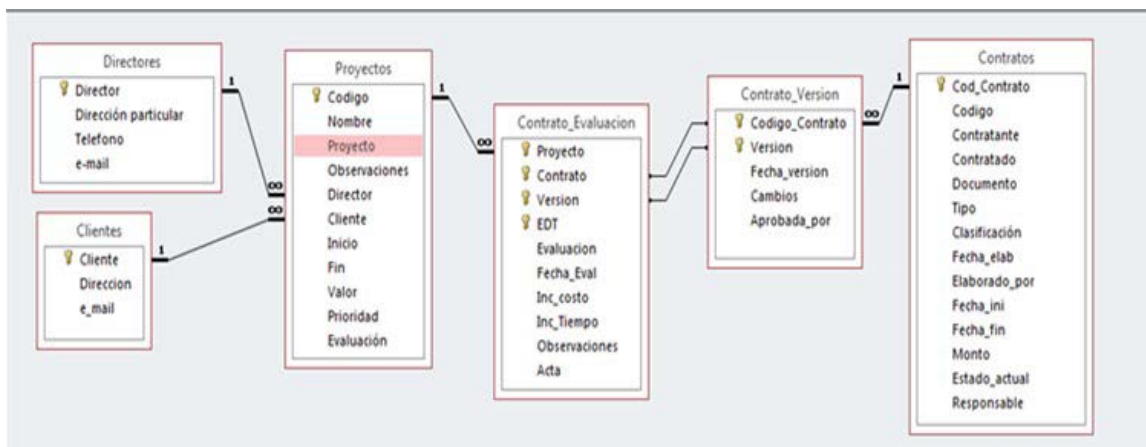 Directores
Director
Dirección particular
Telefono
e-mail
Clientes
Cliente
Direccion
e_mail
1
∞
1
∞
Proyectos
Codigo
Nombre
Proyecto
Observaciones
Director
Cliente
Inicio
Fin
Valor
Prioridad
Evaluación
1
∞
Contrato_Evaluacion
Proyecto
Contrato
Version
EDT
Evaluacion
Fecha_Eval
Inc_costo
Inc_Tiempo
Observaciones
Acta
Contrato_Version
Codigo_Contrato
Version
Fecha_version
Cambios
Aprobada_por
∞
1
Contratos
Cod_Contrato
Codigo
Contratante
Contratado
Documento
Tipo
Clasificación
Fecha_elab
Elaborado_por
Fecha_ini
Fecha_fin
Monto
Estado_actual
Responsable